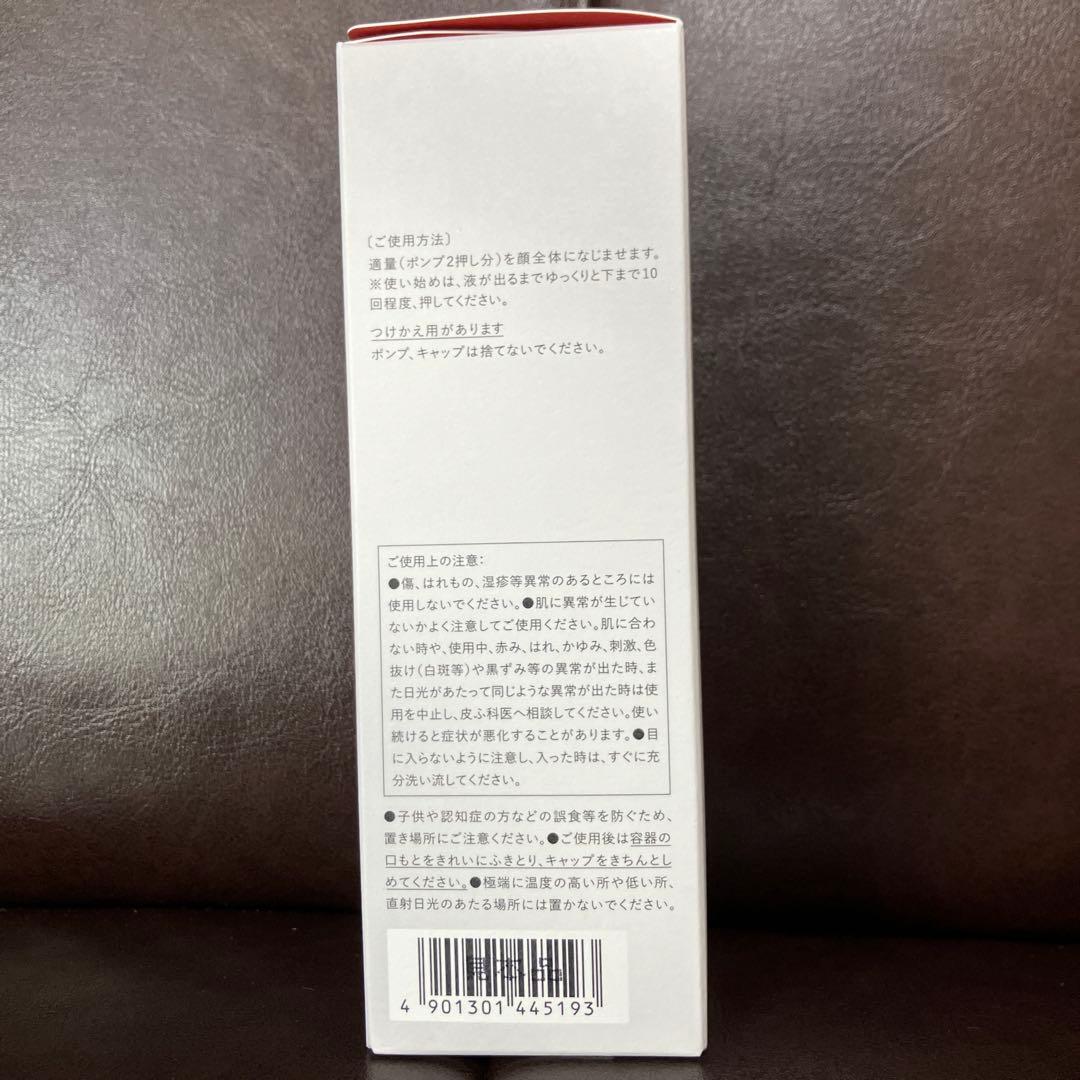 〔ご使用方法〕
適量(ポンプ2押し分)を顔全体になじませます。
※使い始めは、液が出るまでゆっくりと下まで10
回程度、押してください。
つけかえ用があります
ポンプ、キャップは捨てないでください。
ご使用上の注意:
●傷、はれもの、湿疹等異常のあるところには
使用しないでください。●肌に異常が生じてい
ないかよく注意してご使用ください。肌に合わ
ない時や、使用中、赤み、はれ、かゆみ、刺激、色
抜け(白斑等)や黒ずみ等の異常が出た時、ま
た日光があたって同じような異常が出た時は使
用を中止し、皮ふ科医へ相談してください。使い
続けると症状が悪化することがあります。●目
に入らないように注意し、入った時は、すぐに充
分洗い流してください。
●子供や認知症の方などの誤食等を防ぐため、
置き場所にご注意ください。●ご使用後は容器の
口もとをきれいにふきとり、キャップをきちんとし
めてください。●極端に温度の高い所や低い所、
直射日光のあたる場所には置かないでください。
見本品
4 901301 445193